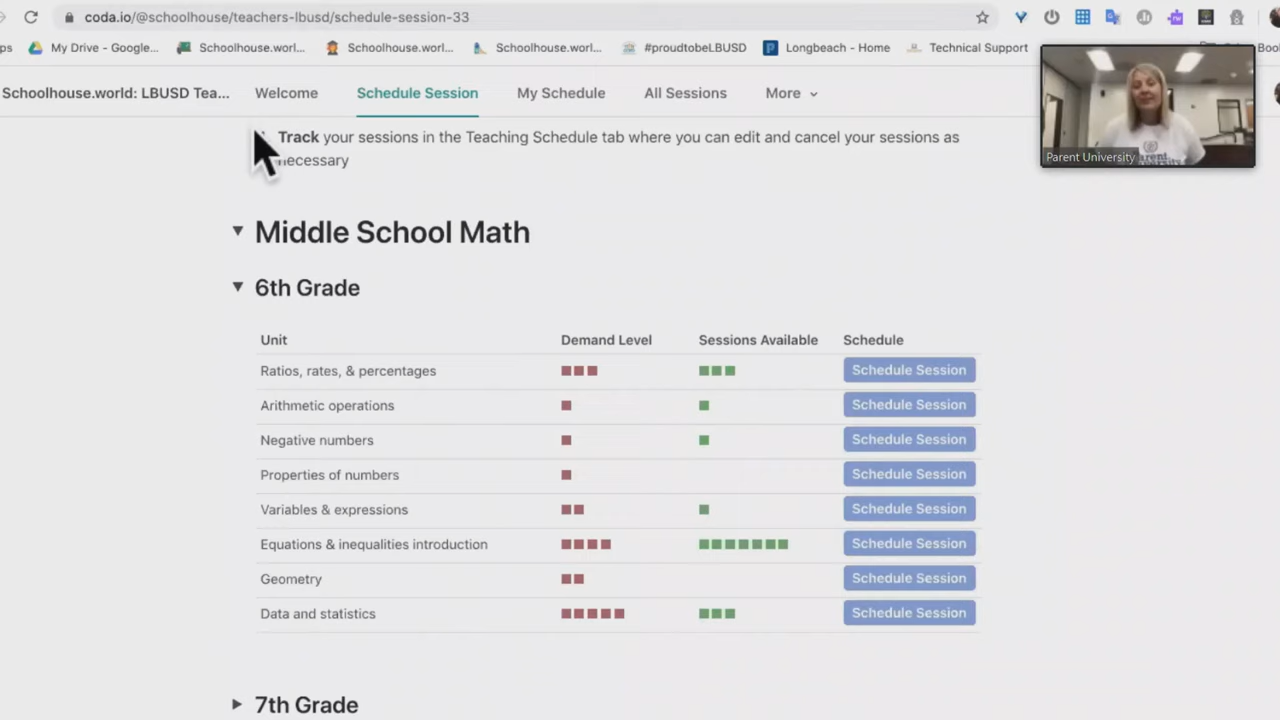 coda.io/@schoolhouse/teachers-lbusd/schedule-session-33
ps My Drive - Google... Schoolhouse.worl... Schoolhouse.worl... Schoolhouse.worl... #proudtobeLBUSD Longbeach - Home Technical Support Boo
Schoolhouse.world: LBUSD Tea... Welcome Schedule Session My Schedule All Sessions More
Parent University
Track your sessions in the Teaching Schedule tab where you can edit and cancel your sessions as
necessary
Middle School Math
6th Grade
Unit Demand Level Sessions Available Schedule
Ratios, rates, & percentages Schedule Session
Arithmetic operations Schedule Session
Negative numbers Schedule Session
Properties of numbers Schedule Session
Variables & expressions Schedule Session
Equations & inequalities introduction Schedule Session
Geometry Schedule Session
Data and statistics Schedule Session
7th Grade